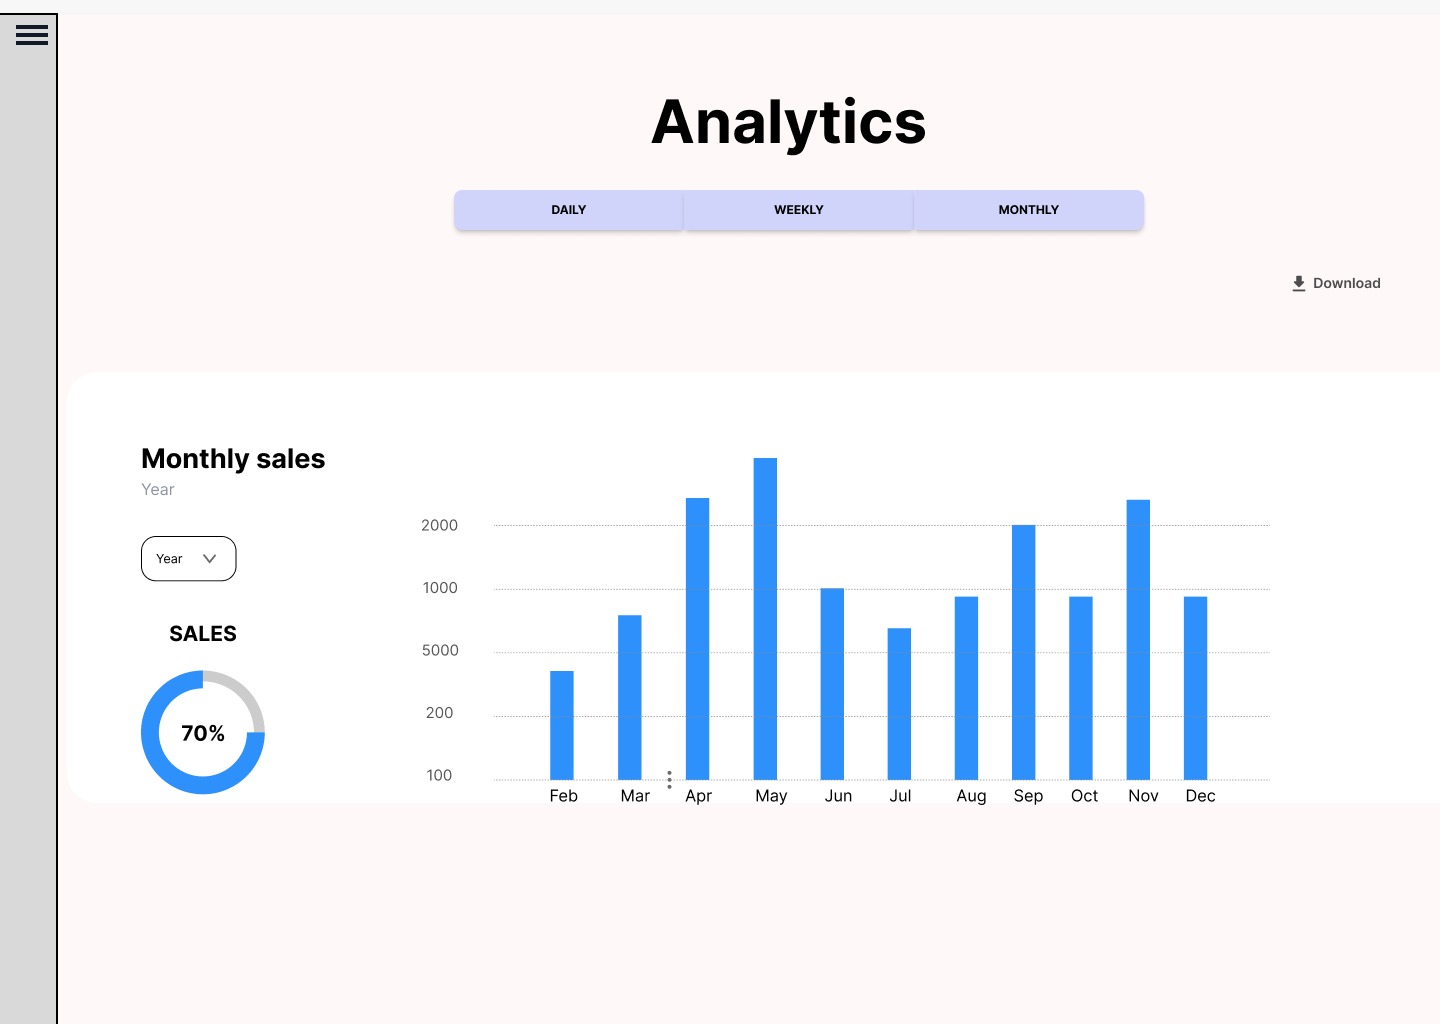 Analytics
DAILY WEEKLY MONTHLY
Download
Monthly sales
Year
Year
SALES
70%
2000
1000
5000
200
100
Feb Mar Apr May Jun Jul Aug Sep Oct Nov Dec